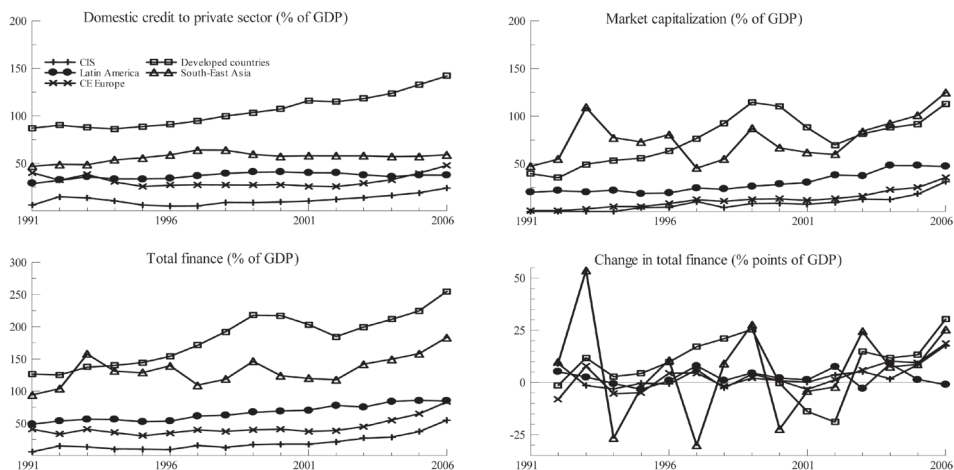 Domestic credit to private sector (% of GDP)
200
150
100
50
1991 1996 2001 2006
CIS
Latin America
CE Europe
Developed countries
South-East Asia
Market capitalization (% of GDP)
200
150
100
50
0
1991 1996 2001 2006
Total finance (% of GDP)
300
250
200
150
100
50
1991 1996 2001 2006
Change in total finance (% points of GDP)
50
25
0
−25
1991 1996 2001 2006